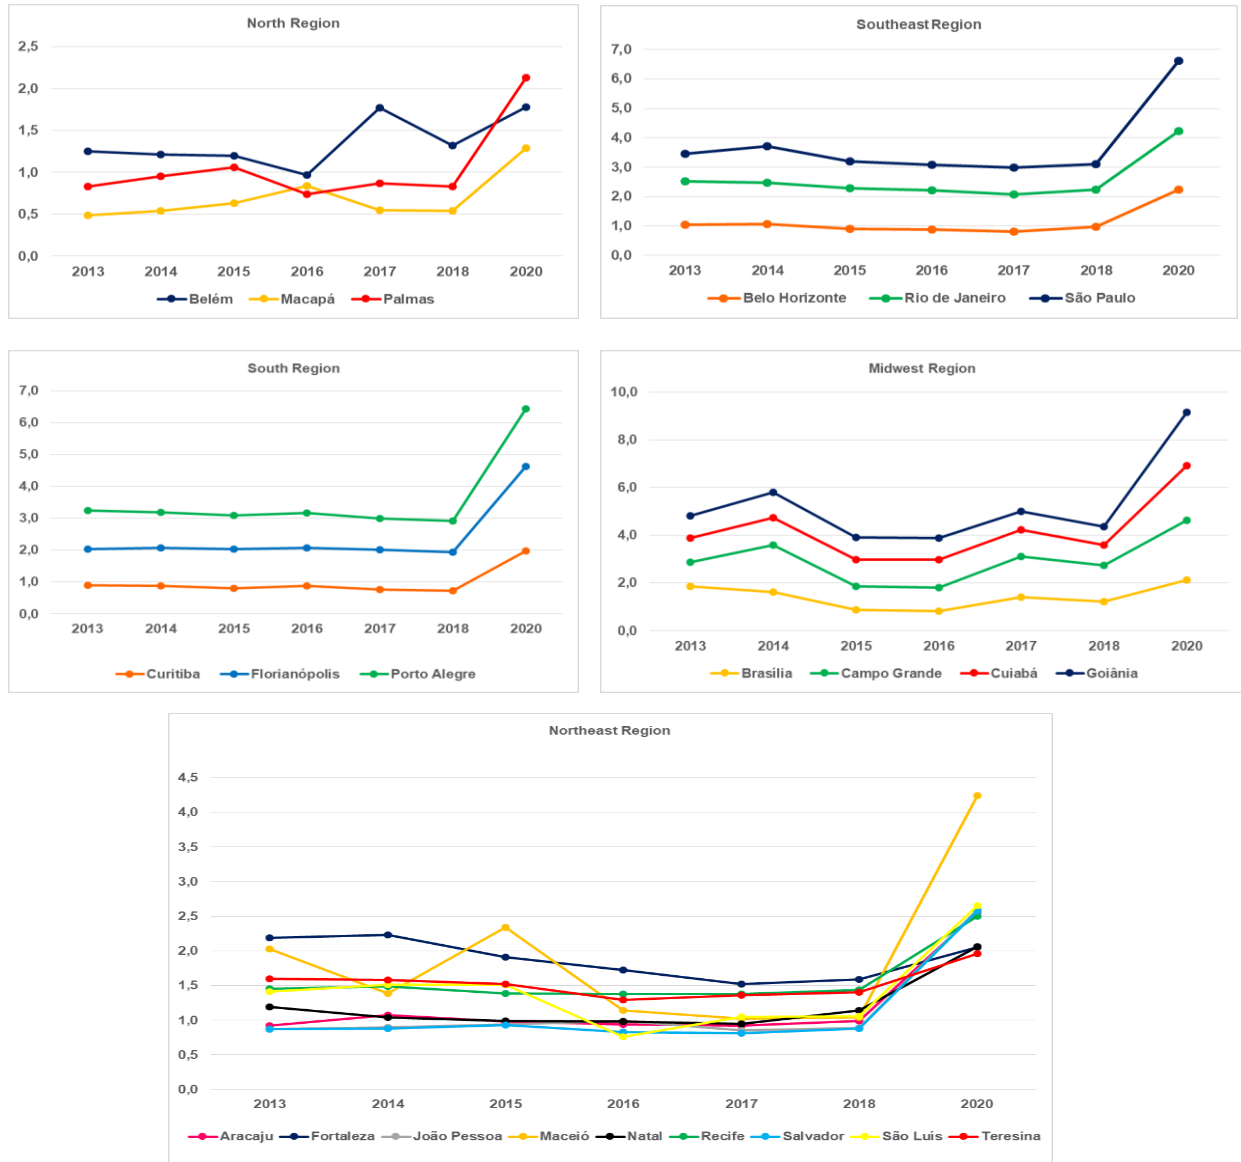 North Region
2,5
2,0
1,5
1,0
0,5
0,0
2013 2014 2015 2016 2017 2018 2020
Belém Macapá Palmas
Southeast Region
7,0
6,0
5,0
4,0
3,0
2,0
1,0
0,0
2013 2014 2015 2016 2017 2018 2020
Belo Horizonte Rio de Janeiro São Paulo
South Region
7,0
6,0
5,0
4,0
3,0
2,0
1,0
0,0
2013 2014 2015 2016 2017 2018 2020
Curitiba Florianópolis Porto Alegre
Midwest Region
10,0
8,0
6,0
4,0
2,0
0,0
2013 2014 2015 2016 2017 2018 2020
Brasília Campo Grande Cuiabá Goiânia
Northeast Region
4,5
4,0
3,5
3,0
2,5
2,0
1,5
1,0
0,5
0,0
2013 2014 2015 2016 2017 2018 2020
Aracaju Fortaleza João Pessoa Maceió Natal Recife Salvador São Luís Teresina